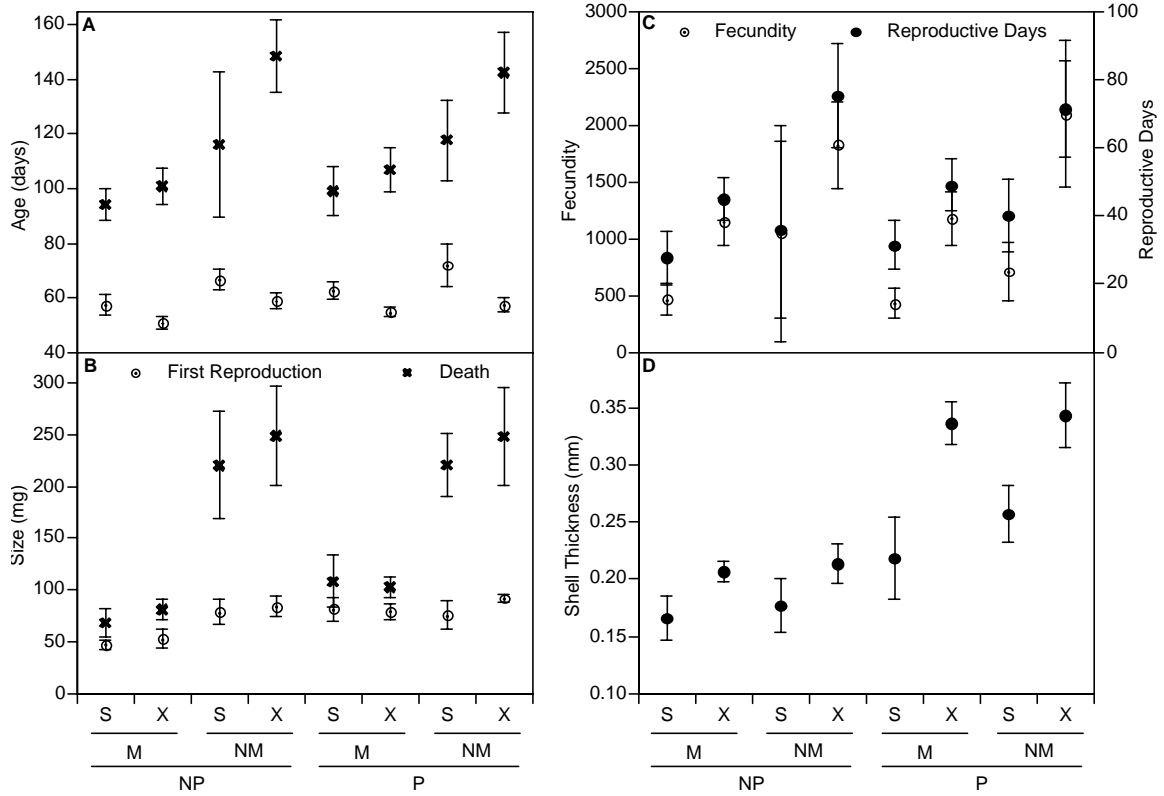 A
160
140
120
100
80
60
40
Age (days)
B
First Reproduction
Death
300
250
200
150
100
50
0
Size (mg)
S X S X S X S X
M NM M NM
NP P
C
Fecundity
Reproductive Days
3000
2500
2000
1500
1000
500
0
Fecundity
100
80
60
40
20
0
Reproductive Days
D
0.35
0.30
0.25
0.20
0.15
0.10
Shell Thickness (mm)
S X S X S X S X
M NM M NM
NP P